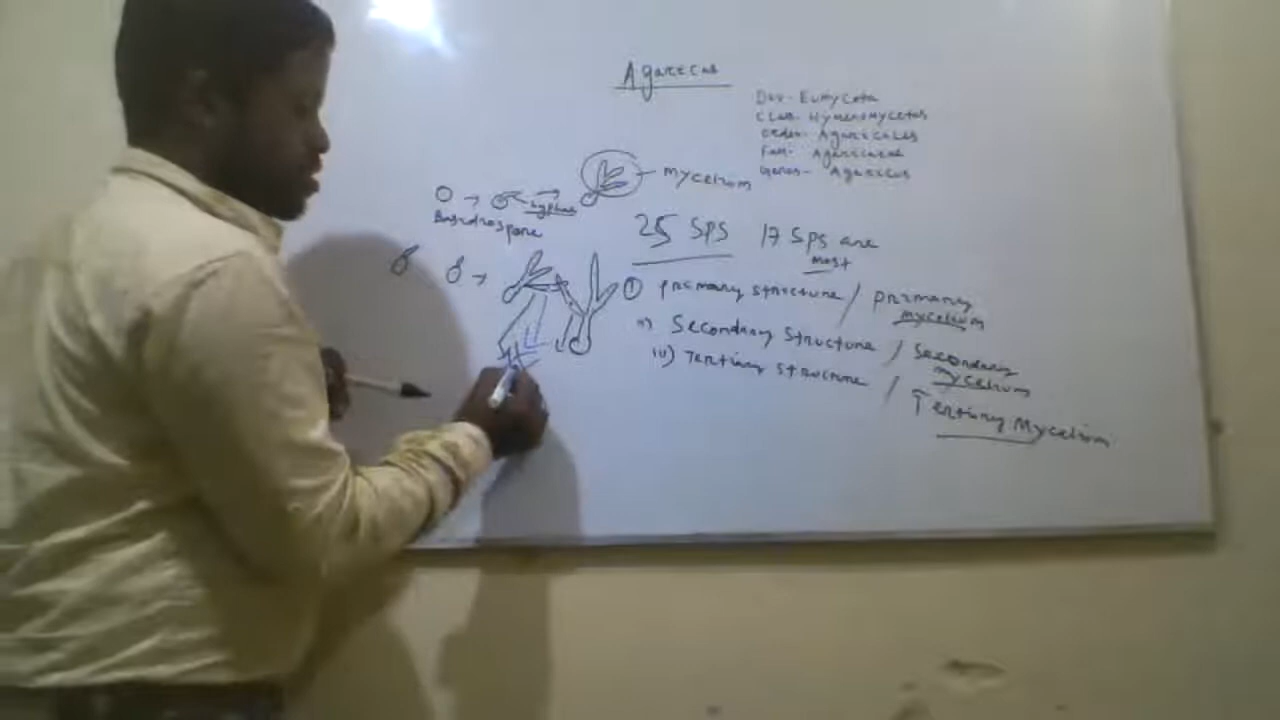 Agaricus
Div- Eumycota
Class- Hymenomycetes
Order- Agaricales
Fam- Agaricaceae
Genus- Agaricus
mycelium
hyphae
Basidiospore
25 SPS 17 SPS are
most
i) Primary structure / Primary
mycelium
ii) Secondary structure / Secondary
mycelium
iii) Tertiary structure / Tertiary Mycelium